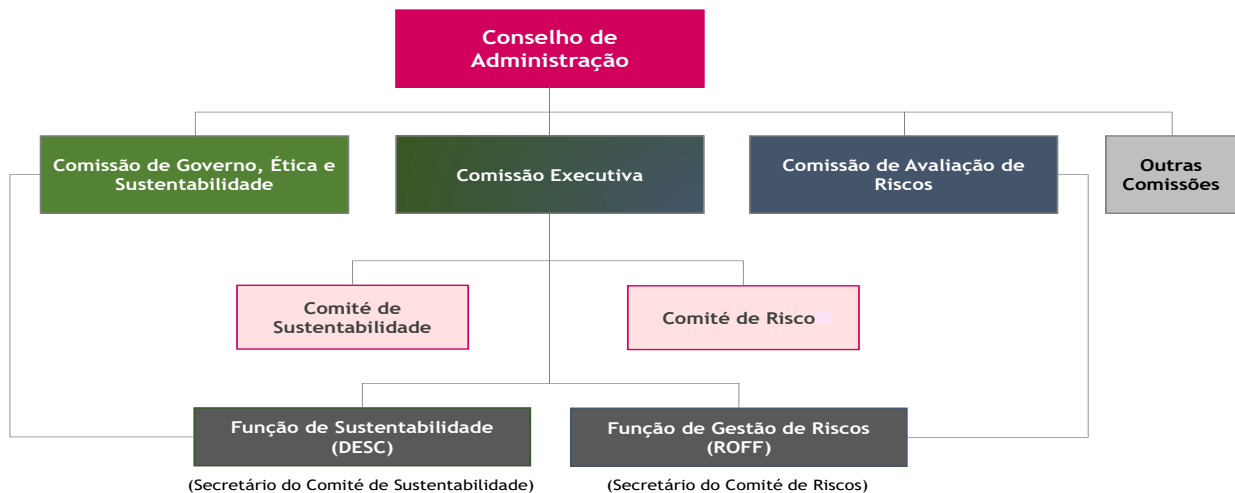 Conselho de
Administração
Comissão de Governo, Ética e
Sustentabilidade
Comissão Executiva
Comissão de Avaliação de
Riscos
Outras
Comissões
Comité de
Sustentabilidade
Comité de Risco
Função de Sustentabilidade
(DESC)
Função de Gestão de Riscos
(ROFF)
(Secretário do Comité de Sustentabilidade)
(Secretário do Comité de Riscos)